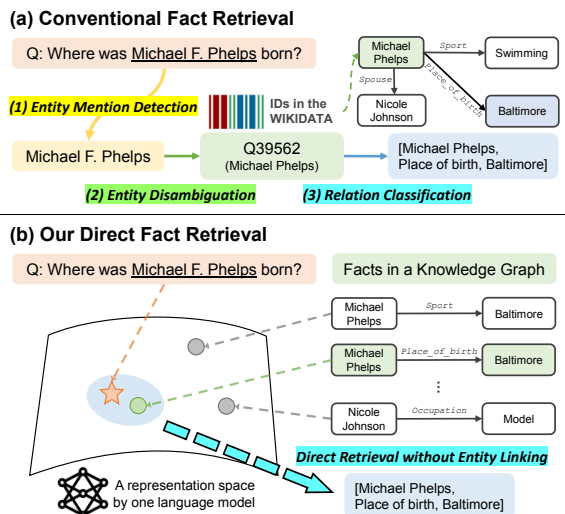 (a) Conventional Fact Retrieval
Q: Where was Michael F. Phelps born?
Michael
Phelps
Sport
Swimming
Spouse
Place_of_birth
Nicole
Johnson
Baltimore
(1) Entity Mention Detection
IDs in the
WIKIDATA
Michael F. Phelps
Q39562
(Michael Phelps)
[Michael Phelps,
Place of birth, Baltimore]
(2) Entity Disambiguation
(3) Relation Classification
(b) Our Direct Fact Retrieval
Q: Where was Michael F. Phelps born?
Facts in a Knowledge Graph
Michael
Phelps
Sport
Baltimore
Michael
Phelps
Place_of_birth
Baltimore
⋮
Nicole
Johnson
Occupation
Model
Direct Retrieval without Entity Linking
A representation space
by one language model
[Michael Phelps,
Place of birth, Baltimore]